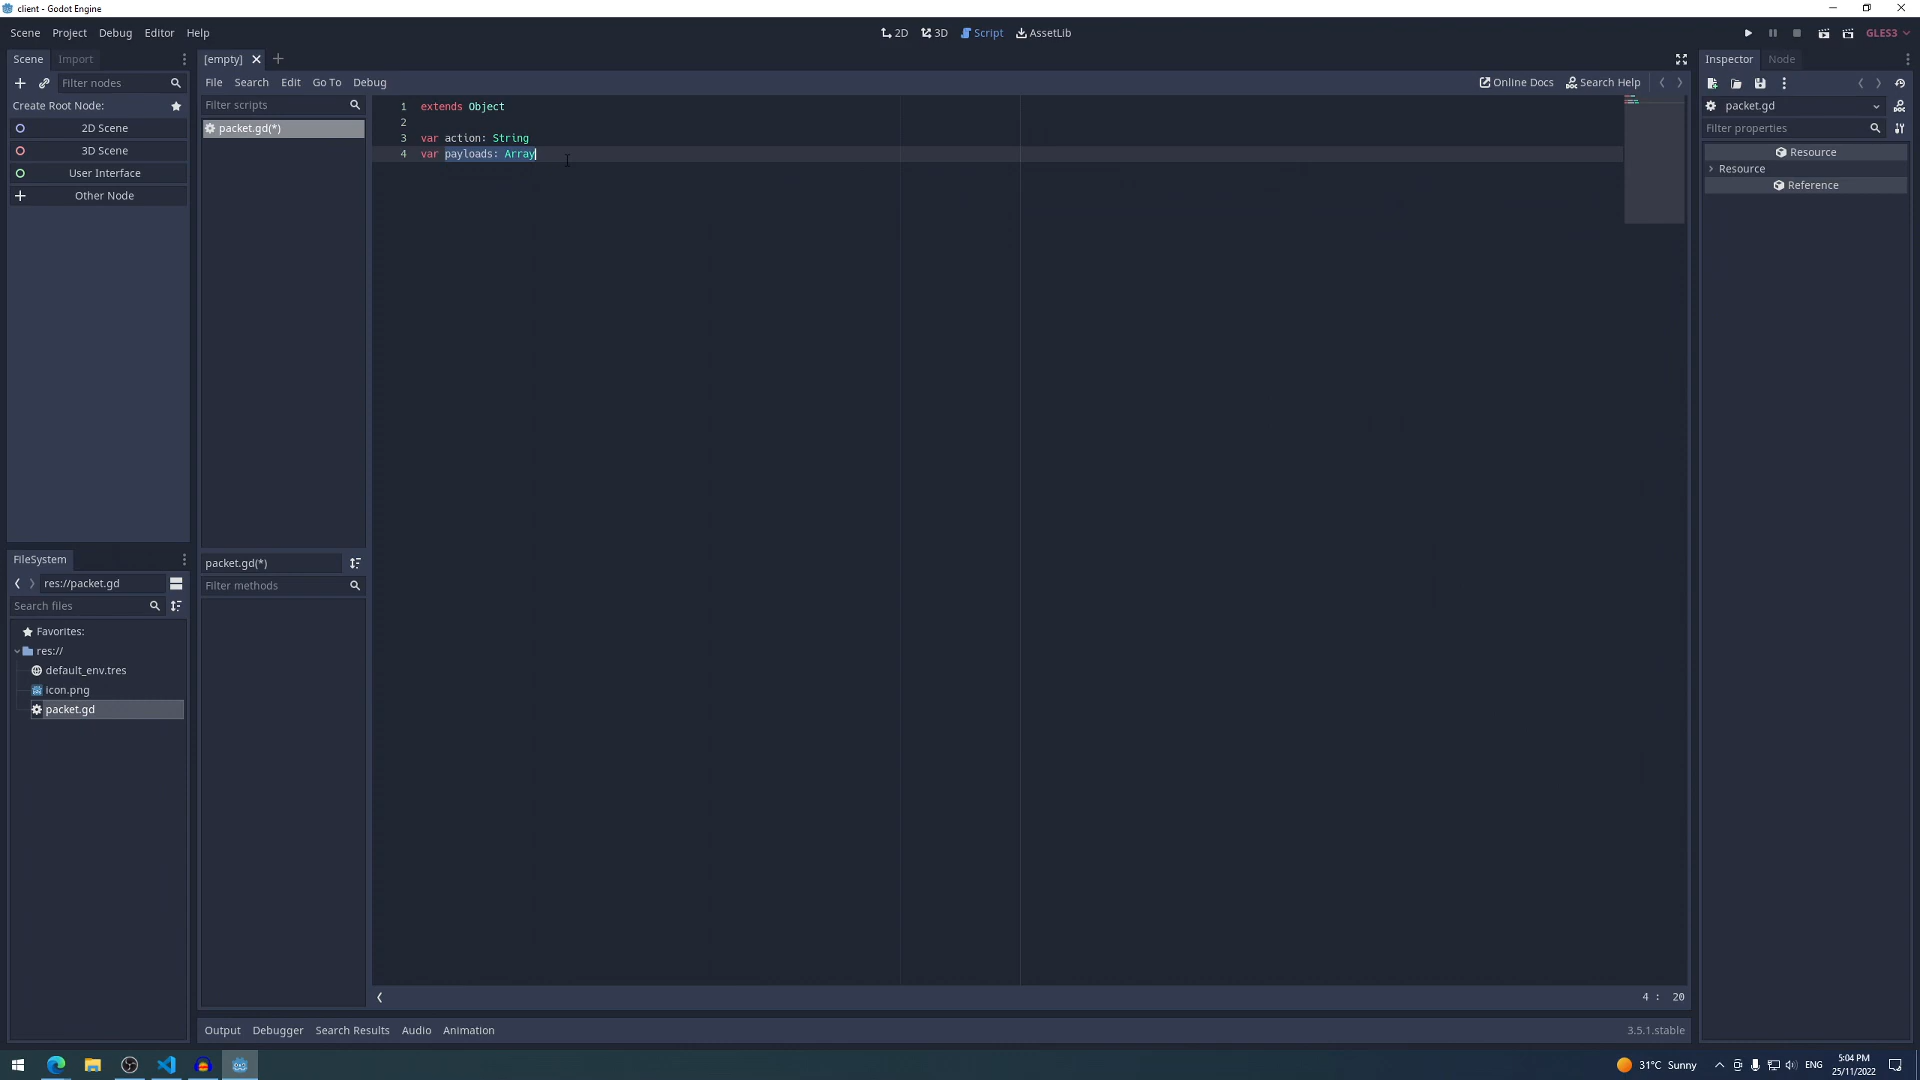 client - Godot Engine
Scene Project Debug Editor Help
2D 3D Script AssetLib
GLES3
Scene Import
Filter nodes
Create Root Node:
2D Scene
3D Scene
User Interface
Other Node
FileSystem
res://packet.gd
Search files
Favorites:
res://
default_env.tres
icon.png
packet.gd
[empty]
File Search Edit Go To Debug
Online Docs Search Help
Filter scripts
packet.gd(*)
packet.gd(*)
Filter methods
1 extends Object
2
3 var action: String
4 var payloads: Array
4 : 20
Output Debugger Search Results Audio Animation
3.5.1.stable
Inspector Node
packet.gd
Filter properties
Resource
Resource
Reference
31°C Sunny
ENG
5:04 PM
25/11/2022